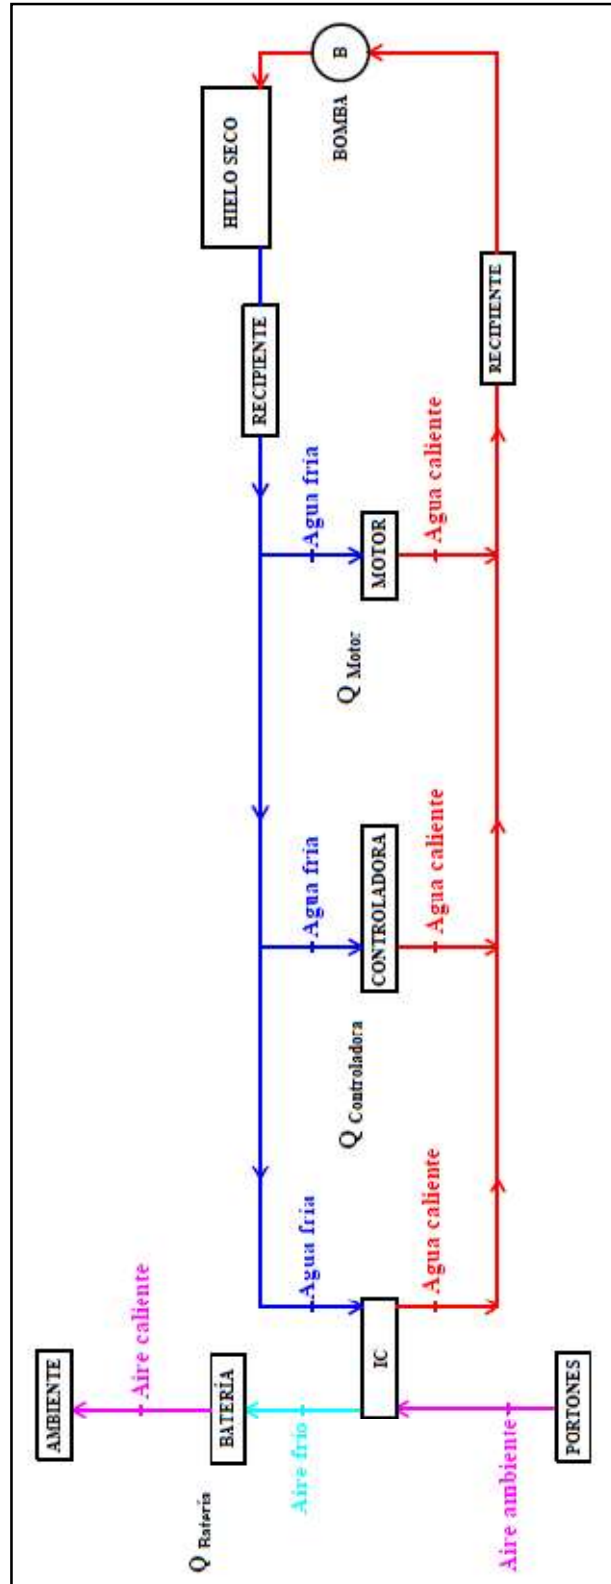 AMBIENTE
Aire caliente
Q Batería
BATERÍA
HIELO SECO
RECIPIENTE
Aire frio
Agua fria
Agua fria
Agua fria
Q Controladora
Q Motor
BOMBA
B
IC
CONTROLADORA
MOTOR
Agua caliente
Agua caliente
Agua caliente
RECIPIENTE
Aire ambiente
PORTONES